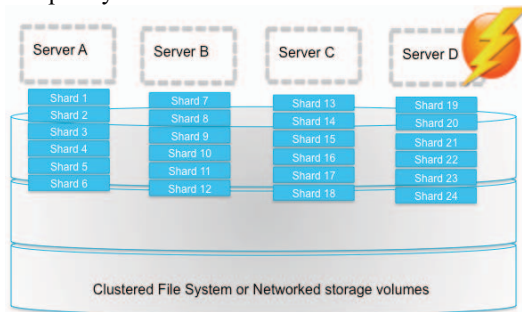 Server A
Server B
Server C
Server D
Shard 1
Shard 2
Shard 3
Shard 4
Shard 5
Shard 6
Shard 7
Shard 8
Shard 9
Shard 10
Shard 11
Shard 12
Shard 13
Shard 14
Shard 15
Shard 16
Shard 17
Shard 18
Shard 19
Shard 20
Shard 21
Shard 22
Shard 23
Shard 24
Clustered File System or Networked storage volumes